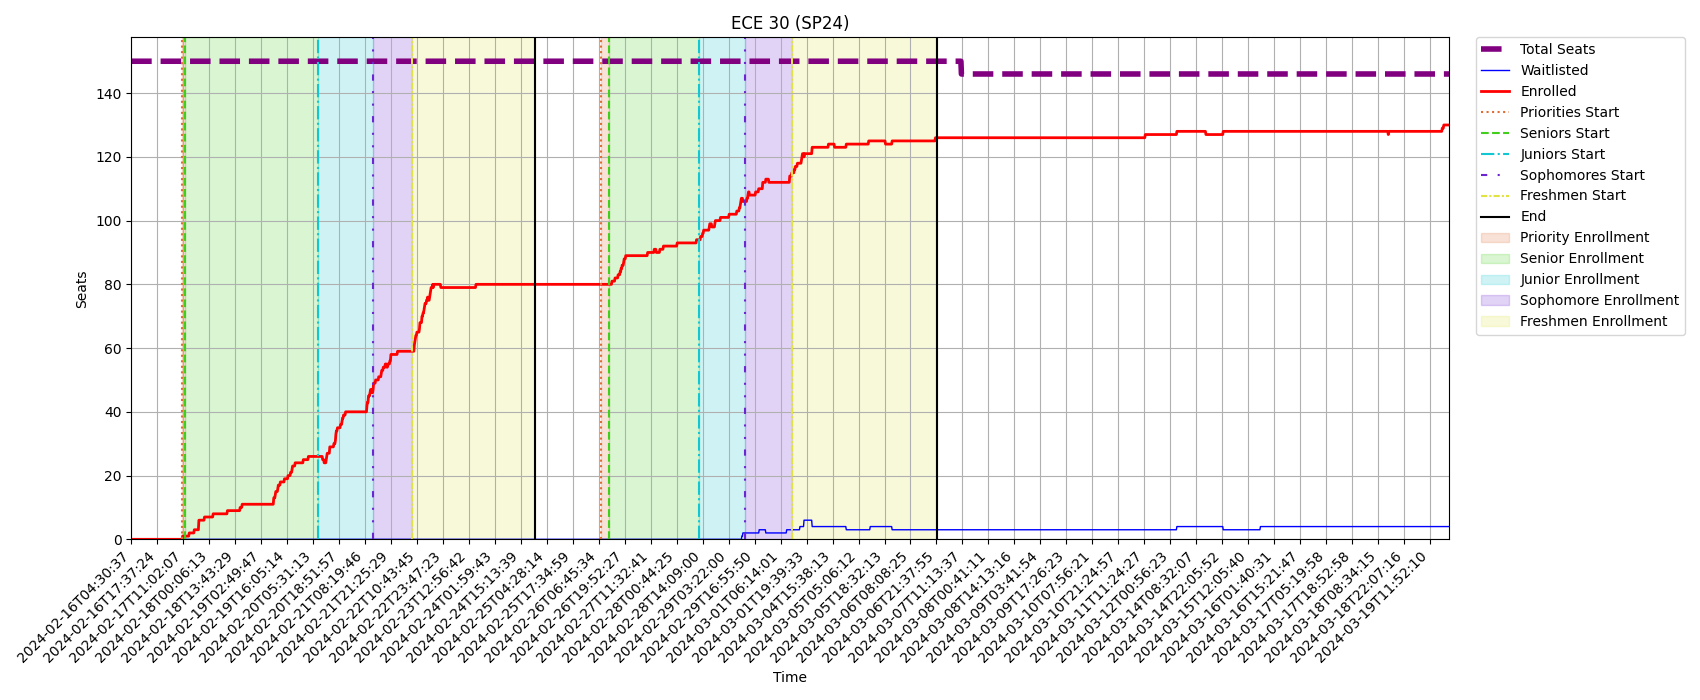 ECE 30 (SP24)
Seats
140
120
100
80
60
40
20
0
2024-02-16T04:30:37
2024-02-16T17:37:24
2024-02-17T11:02:07
2024-02-18T00:06:13
2024-02-18T13:43:29
2024-02-19T02:49:47
2024-02-19T16:05:14
2024-02-20T05:31:13
2024-02-20T18:51:57
2024-02-21T08:19:46
2024-02-21T21:25:29
2024-02-22T10:43:45
2024-02-22T23:47:23
2024-02-23T12:56:42
2024-02-24T01:59:43
2024-02-24T15:13:39
2024-02-25T04:28:14
2024-02-25T17:34:59
2024-02-26T06:45:34
2024-02-26T19:52:27
2024-02-27T11:32:41
2024-02-28T00:44:25
2024-02-28T14:09:00
2024-02-29T03:22:00
2024-02-29T16:55:50
2024-03-01T06:14:01
2024-03-01T19:39:33
2024-03-04T15:38:13
2024-03-05T05:06:12
2024-03-05T18:32:13
2024-03-06T08:08:25
2024-03-06T21:37:55
2024-03-07T11:13:37
2024-03-08T00:41:11
2024-03-08T14:13:16
2024-03-09T03:41:54
2024-03-09T17:26:23
2024-03-10T07:56:21
2024-03-10T21:24:57
2024-03-11T11:24:27
2024-03-12T00:56:23
2024-03-14T08:32:07
2024-03-14T22:05:52
2024-03-15T12:05:40
2024-03-16T01:40:31
2024-03-16T15:21:47
2024-03-17T05:19:58
2024-03-17T18:52:58
2024-03-18T08:34:15
2024-03-18T22:07:16
2024-03-19T11:52:10
Time
Total Seats
Waitlisted
Enrolled
Priorities Start
Seniors Start
Juniors Start
Sophomores Start
Freshmen Start
End
Priority Enrollment
Senior Enrollment
Junior Enrollment
Sophomore Enrollment
Freshmen Enrollment